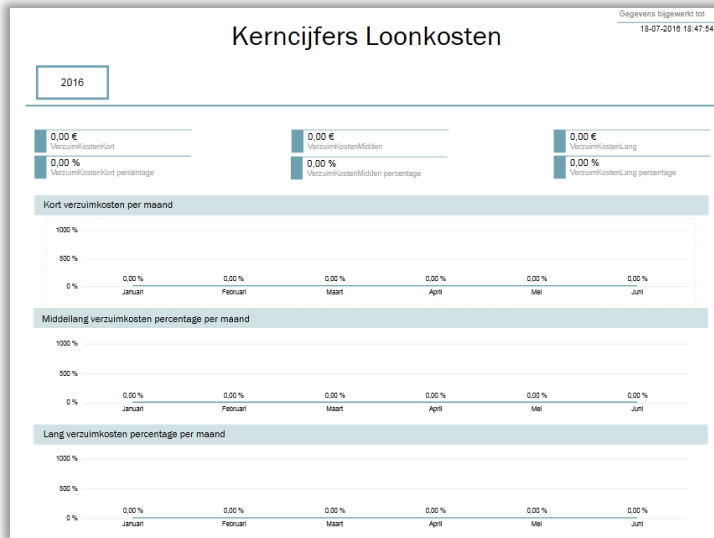 Gegevens bijgewerkt tot
18-07-2016 18:47:54
Kerncijfers Loonkosten
2016
0,00 €
VerzuimKostenKort
0,00 %
VerzuimKostenKort percentage
0,00 €
VerzuimKostenMidden
0,00 %
VerzuimKostenMidden percentage
0,00 €
VerzuimKostenLang
0,00 %
VerzuimKostenLang percentage
Kort verzuimkosten per maand
1000 %
500 %
0 %
0,00 % 0,00 % 0,00 % 0,00 % 0,00 % 0,00 %
Januari Februari Maart April Mei Juni
Middellang verzuimkosten percentage per maand
1000 %
500 %
0 %
0,00 % 0,00 % 0,00 % 0,00 % 0,00 % 0,00 %
Januari Februari Maart April Mei Juni
Lang verzuimkosten percentage per maand
1000 %
500 %
0 %
0,00 % 0,00 % 0,00 % 0,00 % 0,00 % 0,00 %
Januari Februari Maart April Mei Juni